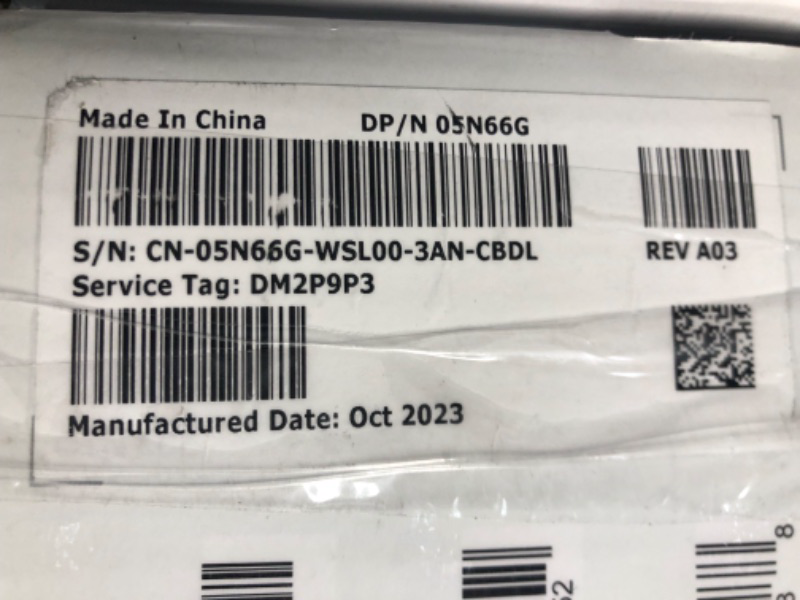 Made In China DP/N 05N66G
S/N: CN-05N66G-WSL00-3AN-CBDL REV A03
Service Tag: DM2P9P3
Manufactured Date: Oct 2023
8